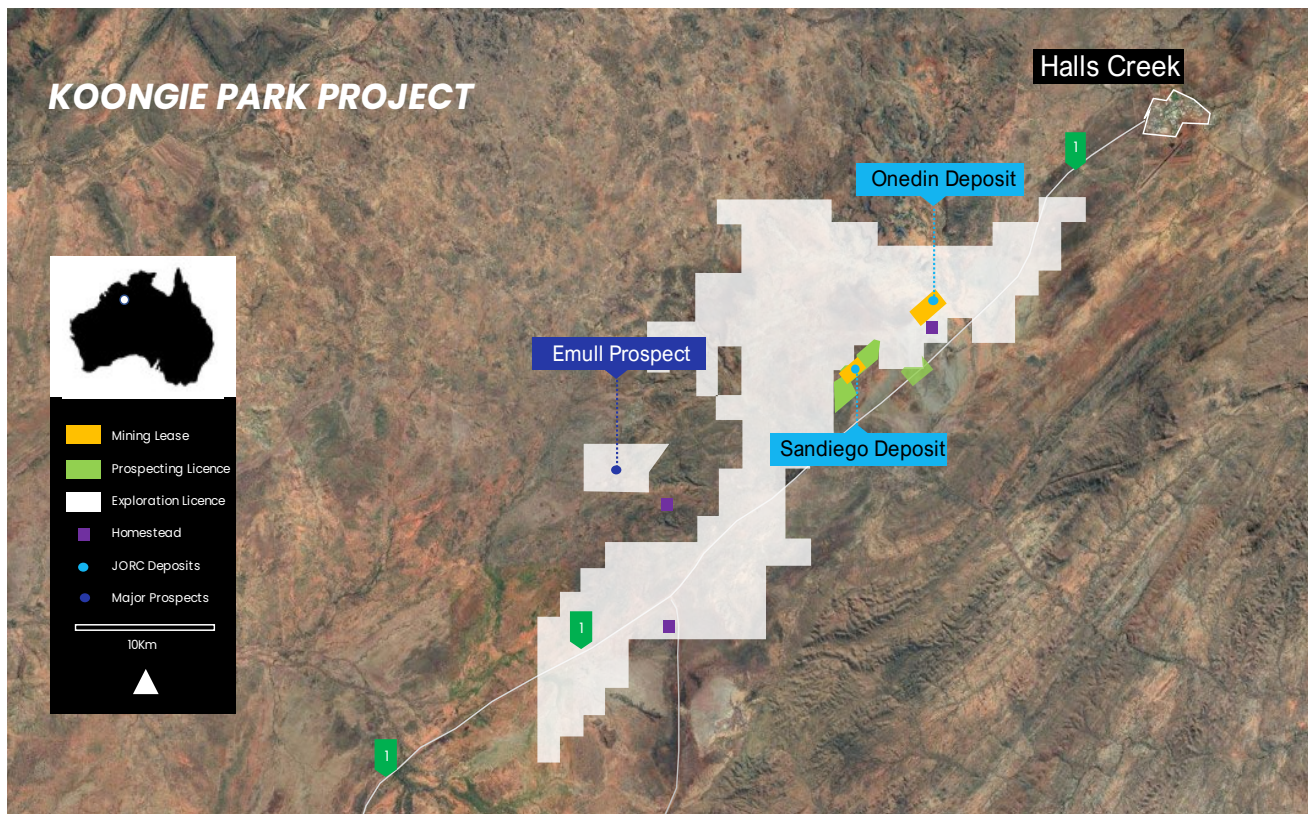 KOONGIE PARK PROJECT
Halls Creek
1
Onedin Deposit
Emull Prospect
Sandiego Deposit
Mining Lease
Prospecting Licence
Exploration Licence
Homestead
JORC Deposits
Major Prospects
10Km
1
1